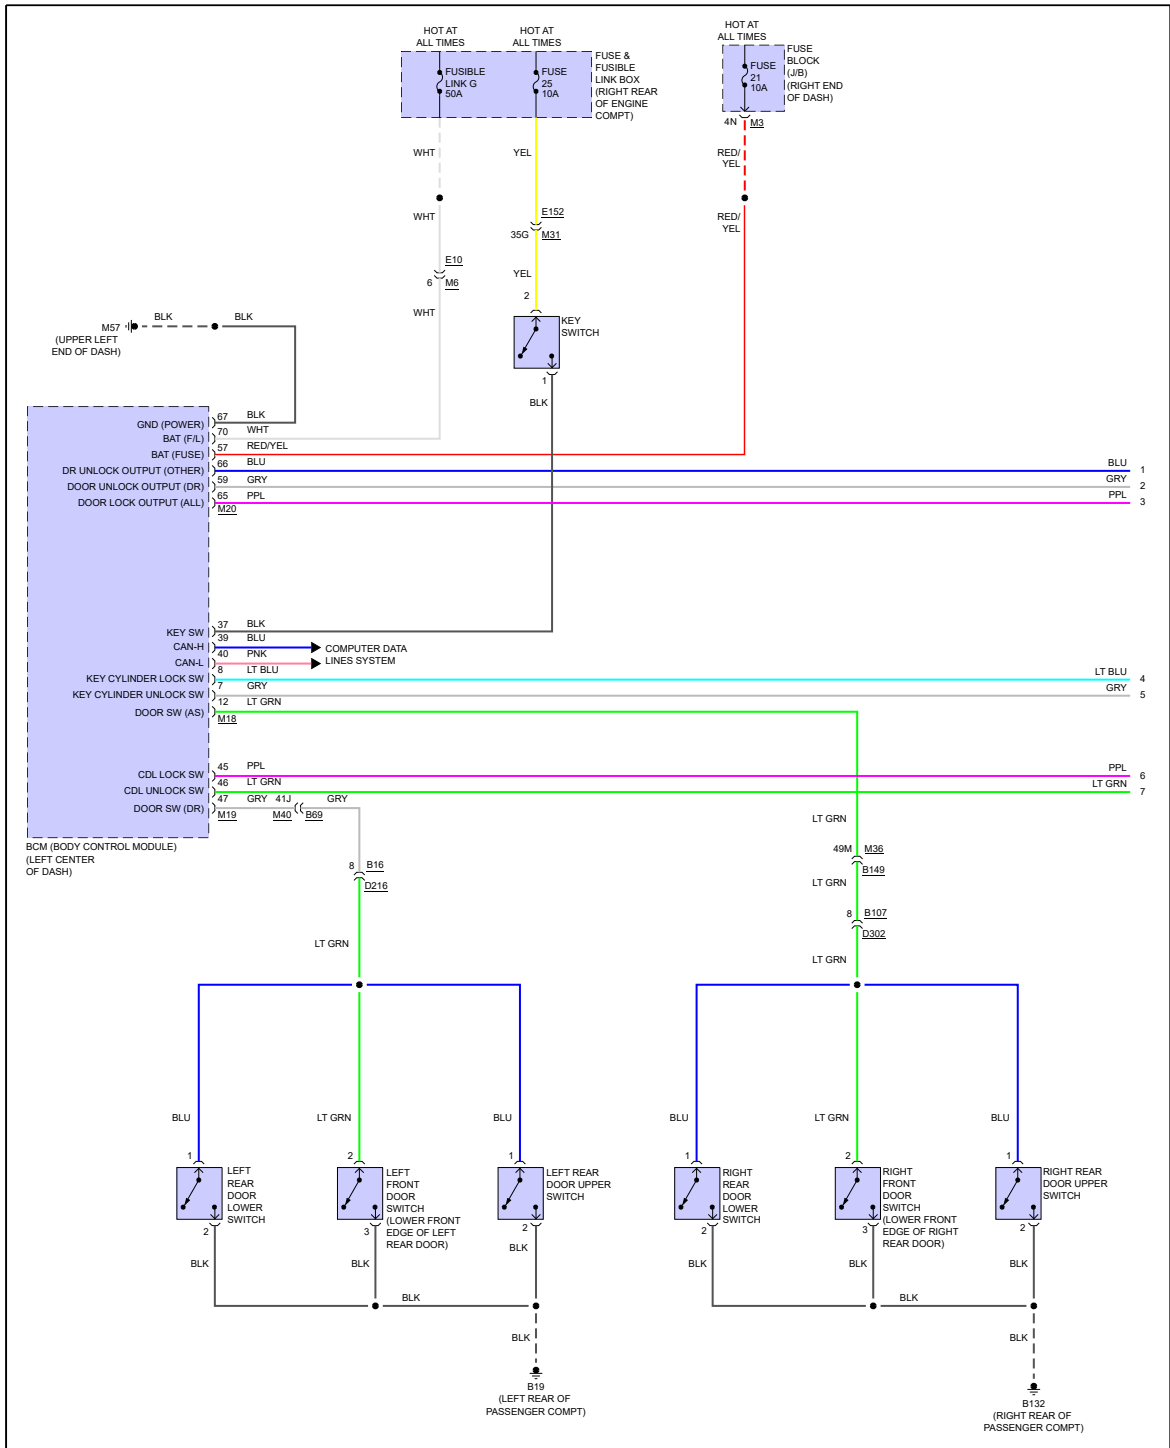 HOT AT
ALL TIMES
HOT AT
ALL TIMES
HOT AT
ALL TIMES
FUSIBLE
LINK G
50A
FUSE
25
10A
FUSE &
FUSIBLE
LINK BOX
(RIGHT REAR
OF ENGINE
COMPT)
FUSE
21
10A
FUSE
BLOCK
(J/B)
(RIGHT END
OF DASH)
4N M3
WHT
YEL
RED/
YEL
WHT
E152
35G M31
RED/
YEL
E10
6 M6
YEL
2
WHT
KEY
SWITCH
1
BLK
M57
(UPPER LEFT
END OF DASH)
BLK
BLK
GND (POWER) 67 BLK
BAT (F/L) 70 WHT
BAT (FUSE) 57 RED/YEL
DR UNLOCK OUTPUT (OTHER) 66 BLU BLU 1
DOOR UNLOCK OUTPUT (DR) 59 GRY GRY 2
DOOR LOCK OUTPUT (ALL) 65 PPL PPL 3
M20
KEY SW 37 BLK
CAN-H 39 BLU
CAN-L 40 PNK
COMPUTER DATA
LINES SYSTEM
KEY CYLINDER LOCK SW 8 LT BLU LT BLU 4
KEY CYLINDER UNLOCK SW 7 GRY GRY 5
DOOR SW (AS) 12 LT GRN
M18
CDL LOCK SW 45 PPL PPL 6
CDL UNLOCK SW 46 LT GRN LT GRN 7
DOOR SW (DR) 47 GRY 41J GRY
M19 M40 B69
BCM (BODY CONTROL MODULE)
(LEFT CENTER
OF DASH)
8 B16
D216
LT GRN
LT GRN
49M M36
B149
LT GRN
8 B107
D302
LT GRN
BLU
LT GRN
BLU
BLU
LT GRN
BLU
1
2
1
1
2
1
LEFT
REAR
DOOR
LOWER
SWITCH
LEFT
FRONT
DOOR
SWITCH
(LOWER FRONT
EDGE OF LEFT
REAR DOOR)
LEFT REAR
DOOR UPPER
SWITCH
RIGHT
REAR
DOOR
LOWER
SWITCH
RIGHT
FRONT
DOOR
SWITCH
(LOWER FRONT
EDGE OF RIGHT
REAR DOOR)
RIGHT REAR
DOOR UPPER
SWITCH
2
3
2
2
3
2
BLK
BLK
BLK
BLK
BLK
BLK
BLK
BLK
BLK
BLK
B19
(LEFT REAR OF
PASSENGER COMPT)
B132
(RIGHT REAR OF
PASSENGER COMPT)